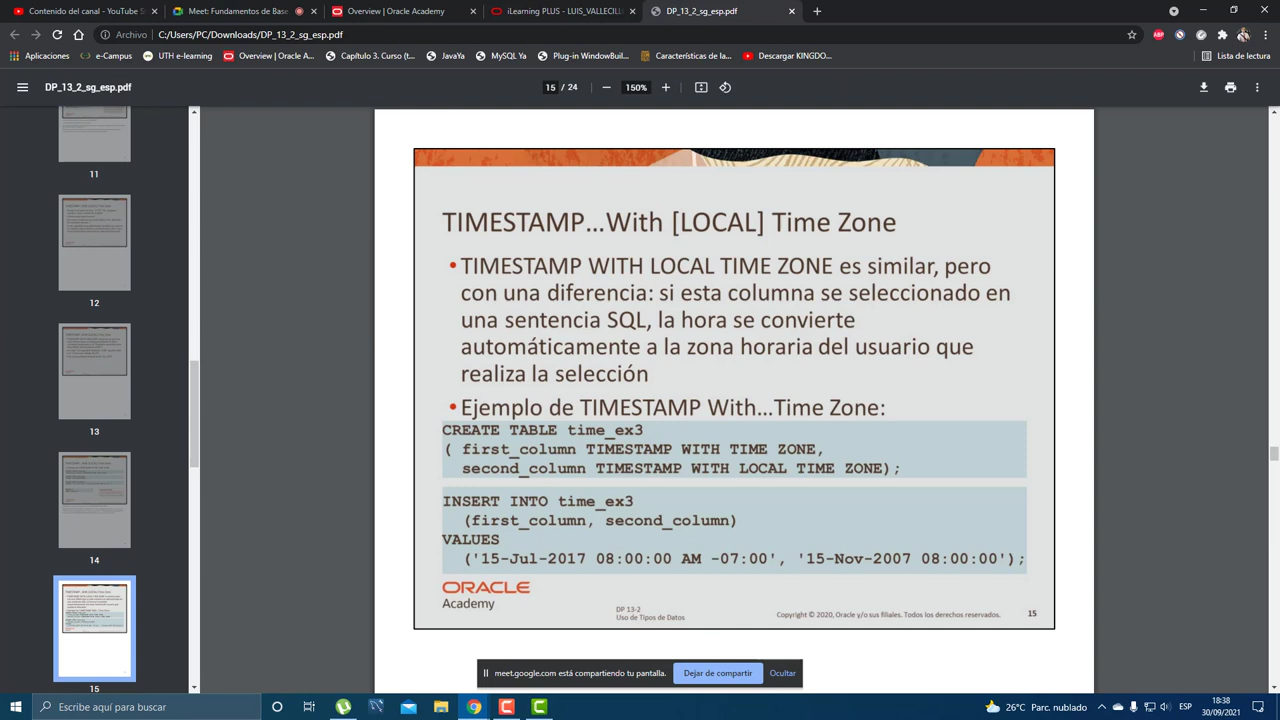 Contenido del canal - YouTube S
Meet: Fundamentos de Base
Overview | Oracle Academy
iLearning PLUS - LUIS_VALLECILL
DP_13_2_sg_esp.pdf
Archivo | C:/Users/PC/Downloads/DP_13_2_sg_esp.pdf
Aplicaciones
e-Campus
UTH e-learning
Overview | Oracle A...
Capítulo 3. Curso (t...
JavaYa
MySQL Ya
Plug-in WindowBuil...
Características de la...
Descargar KINGDO...
Lista de lectura
DP_13_2_sg_esp.pdf
15 / 24
150%
11
12
13
14
15
TIMESTAMP...With [LOCAL] Time Zone
• TIMESTAMP WITH LOCAL TIME ZONE es similar, pero
con una diferencia: si esta columna se seleccionado en
una sentencia SQL, la hora se convierte
automáticamente a la zona horaria del usuario que
realiza la selección
• Ejemplo de TIMESTAMP With...Time Zone:
CREATE TABLE time_ex3
( first_column TIMESTAMP WITH TIME ZONE,
second_column TIMESTAMP WITH LOCAL TIME ZONE);
INSERT INTO time_ex3
(first_column, second_column)
VALUES
('15-Jul-2017 08:00:00 AM -07:00', '15-Nov-2007 08:00:00');
ORACLE
Academy
DP 13-2
Uso de Tipos de Datos
Copyright © 2020, Oracle y/o sus filiales. Todos los derechos reservados.
15
meet.google.com está compartiendo tu pantalla.
Dejar de compartir
Ocultar
Escribe aquí para buscar
26°C Parc. nublado
ESP
18:38
30/09/2021